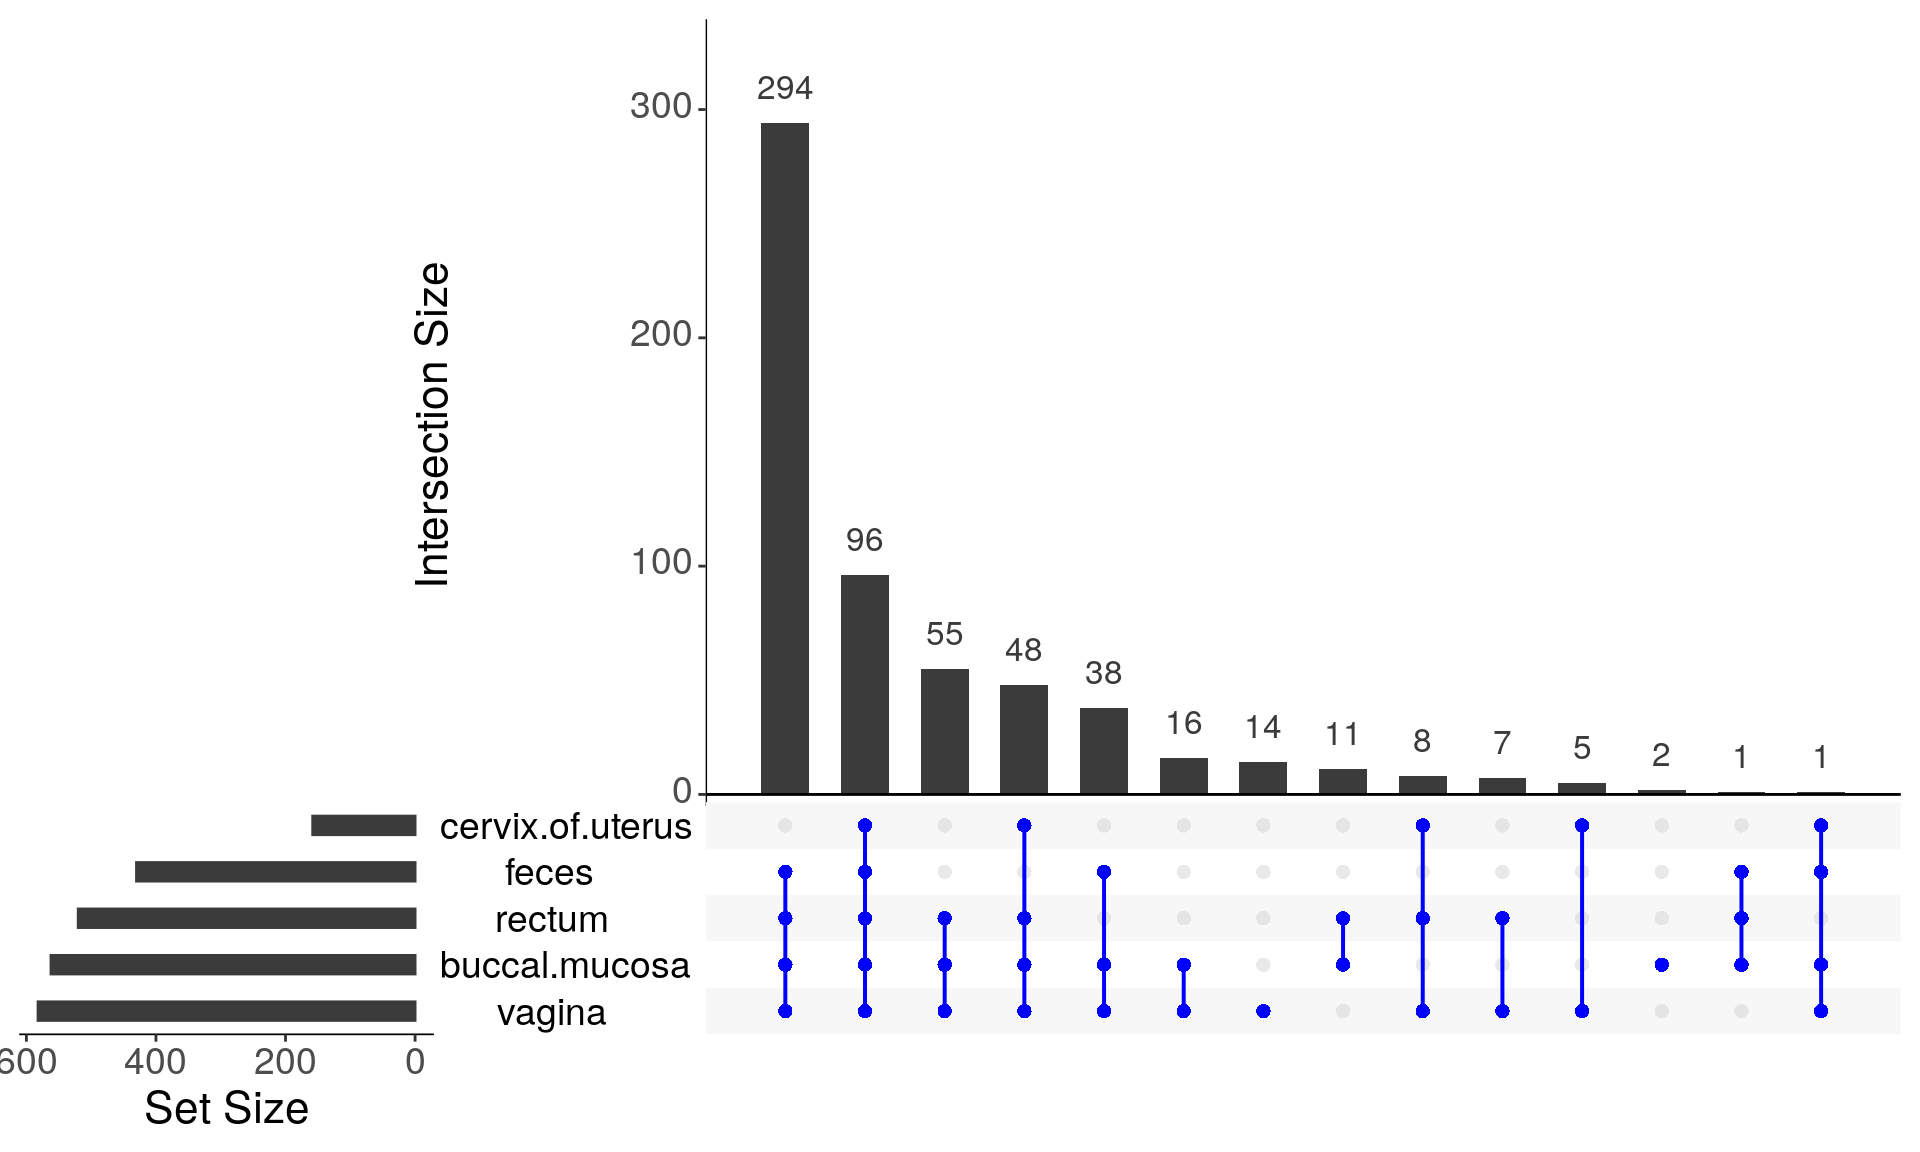 294
300
200
100
0
96
55
48
38
16
14
11
8
7
5
2
1
1
Intersection Size
cervix.of.uterus
feces
rectum
buccal.mucosa
vagina
600 400 200 0
Set Size